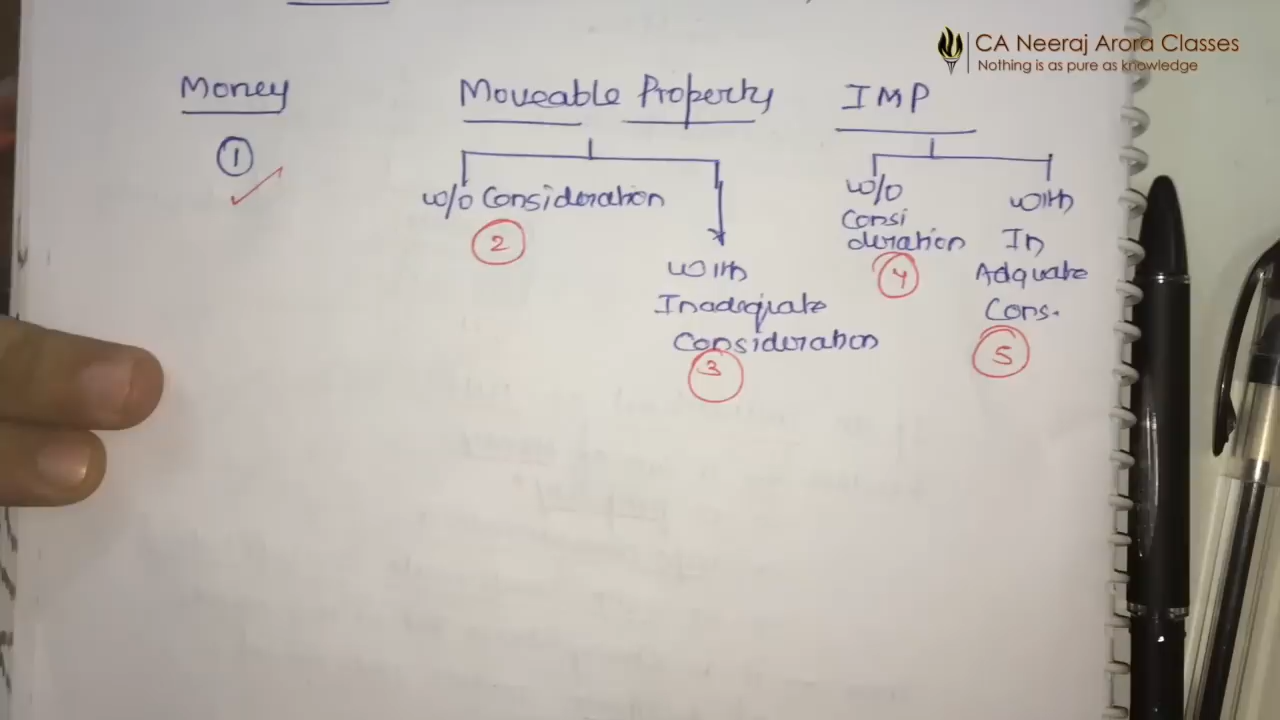 CA Neeraj Arora Classes
Nothing is as pure as knowledge
Money
1
Moveable Property
w/o Consideration
2
with
Inadequate
Consideration
3
IMP
w/o
Consi
deration
4
with
In
Adquate
Cons.
5